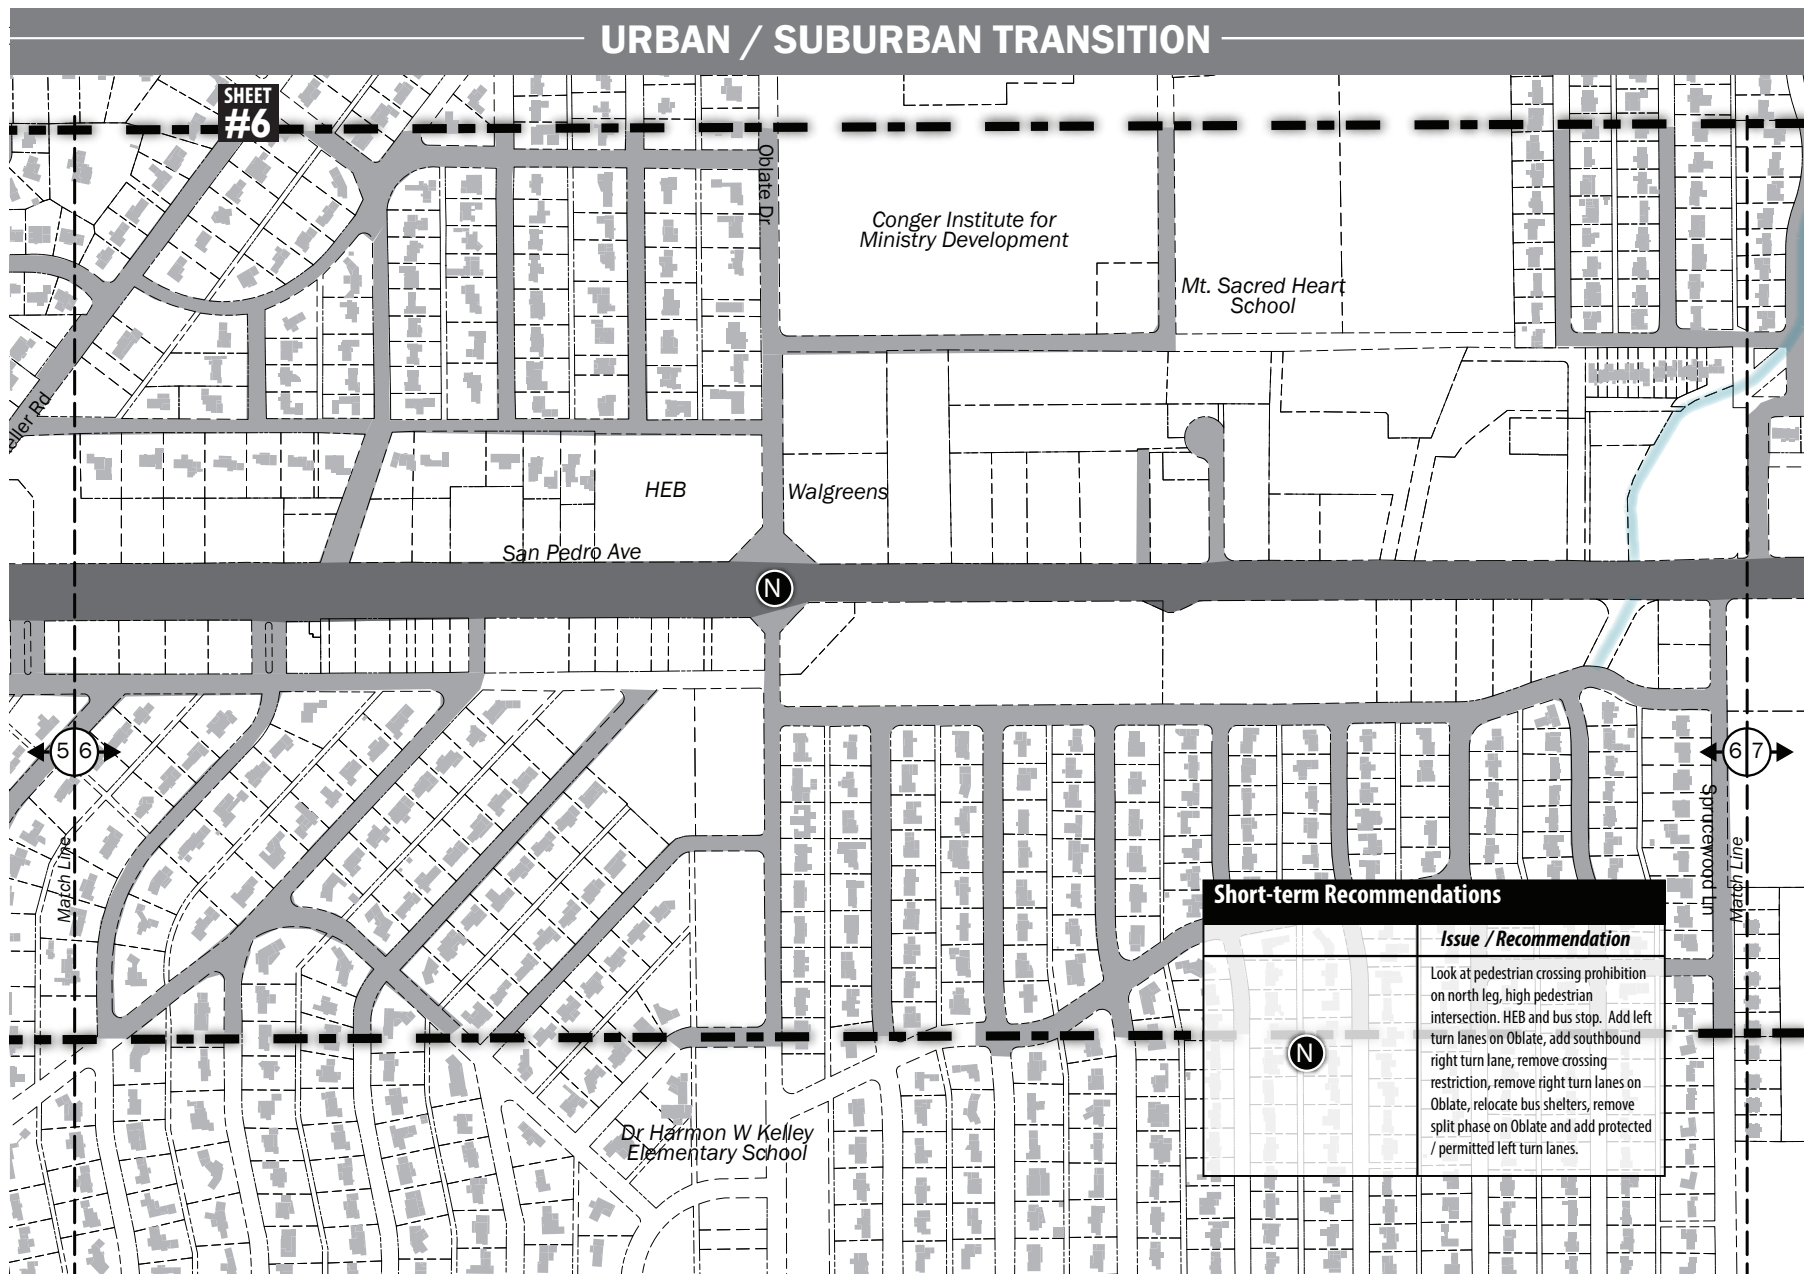 URBAN / SUBURBAN TRANSITION
SHEET
#6
Oblate Dr
Conger Institute for
Ministry Development
Mt. Sacred Heart
School
eller Rd
HEB
Walgreens
San Pedro Ave
N
5 6
6 7
Match Line
Sprucewood Ln
Match Line
Short-term Recommendations
Issue / Recommendation
N
Look at pedestrian crossing prohibition
on north leg, high pedestrian
intersection. HEB and bus stop. Add left
turn lanes on Oblate, add southbound
right turn lane, remove crossing
restriction, remove right turn lanes on
Oblate, relocate bus shelters, remove
split phase on Oblate and add protected
/ permitted left turn lanes.
Dr Harmon W Kelley
Elementary School